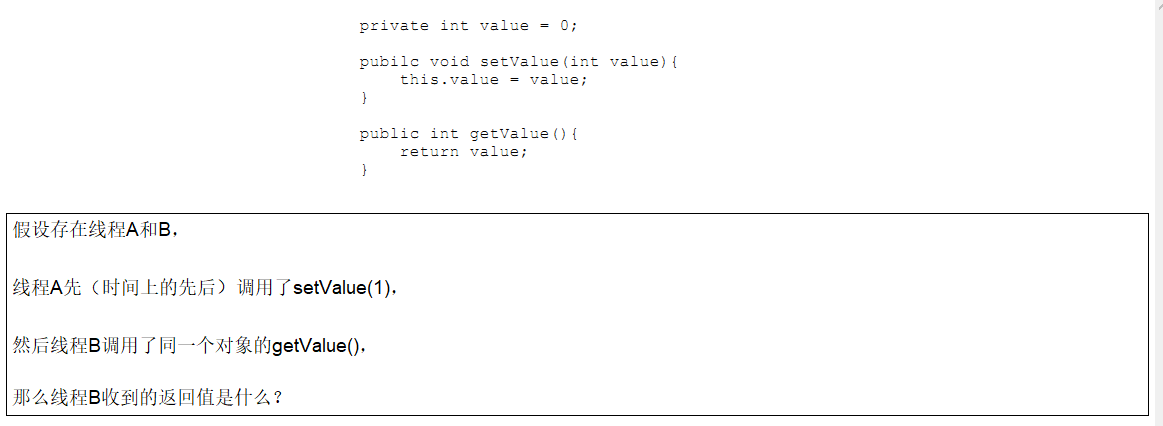 private int value = 0;
pubilc void setValue(int value){
this.value = value;
}
public int getValue(){
return value;
}
假设存在线程A和B，
线程A先（时间上的先后）调用了setValue(1)，
然后线程B调用了同一个对象的getValue()，
那么线程B收到的返回值是什么？